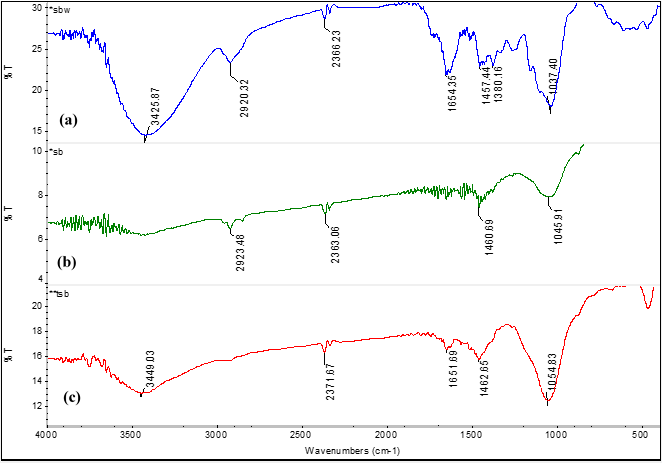 30
*sbw
25
%T
20
15
(a)
3425.87
2920.32
2366.23
1654.35
1457.44
1380.16
1037.40
10
*sb
8
%T
6
4
(b)
2923.48
2363.06
1460.69
1045.91
**tsb
20
18
%T
16
14
12
(c)
3449.03
2371.67
1651.69
1462.65
1054.83
4000 3500 3000 2500 2000 1500 1000 500
Wavenumbers (cm-1)